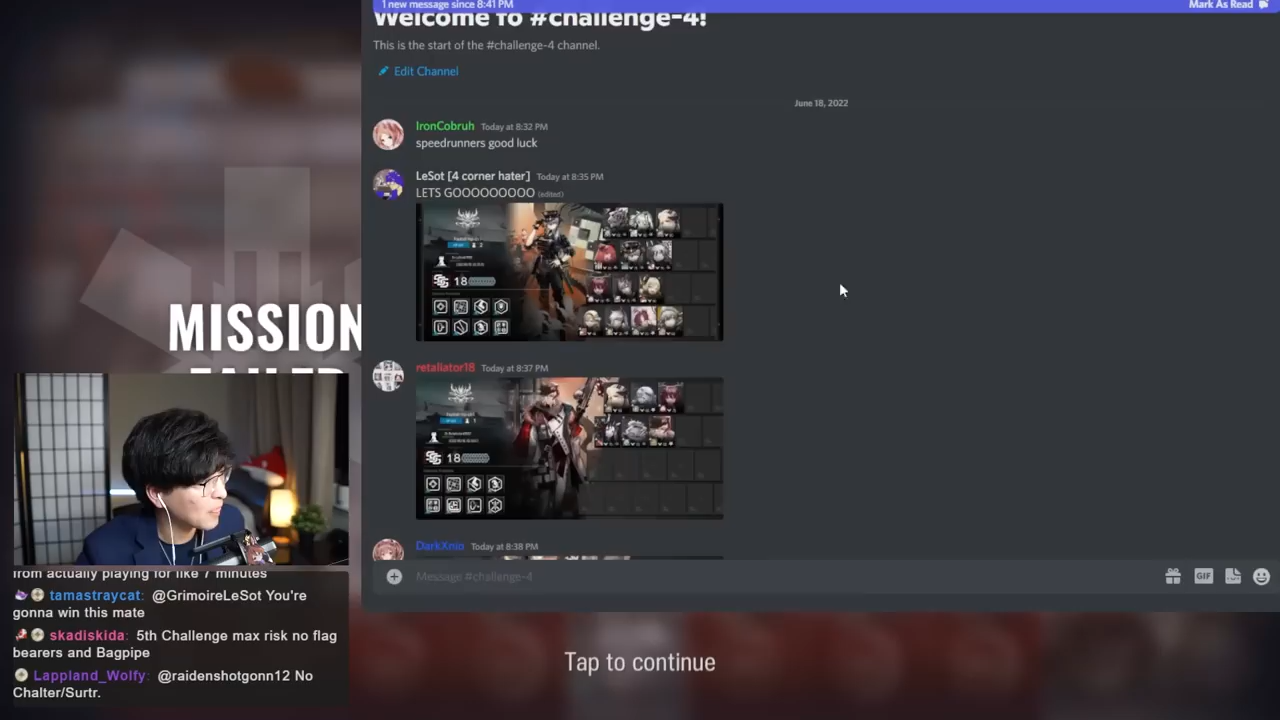 1 new message since 8:41 PM
Mark As Read
Welcome to #challenge-4!
This is the start of the #challenge-4 channel.
Edit Channel
June 18, 2022
IronCobruh Today at 8:32 PM
speedrunners good luck
LeSot [4 corner hater] Today at 8:35 PM
LETS GOOOOOOOOO (edited)
18
retaliator18 Today at 8:37 PM
18
DarkXnio Today at 8:38 PM
Message #challenge-4
GIF
MISSION
FAILED
from actually playing for like 7 minutes
tamastraycat: @GrimoireLeSot You're
gonna win this mate
skadiskida: 5th Challenge max risk no flag
bearers and Bagpipe
Lappland_Wolfy: @raidenshotgonn12 No
Chalter/Surtr.
Tap to continue